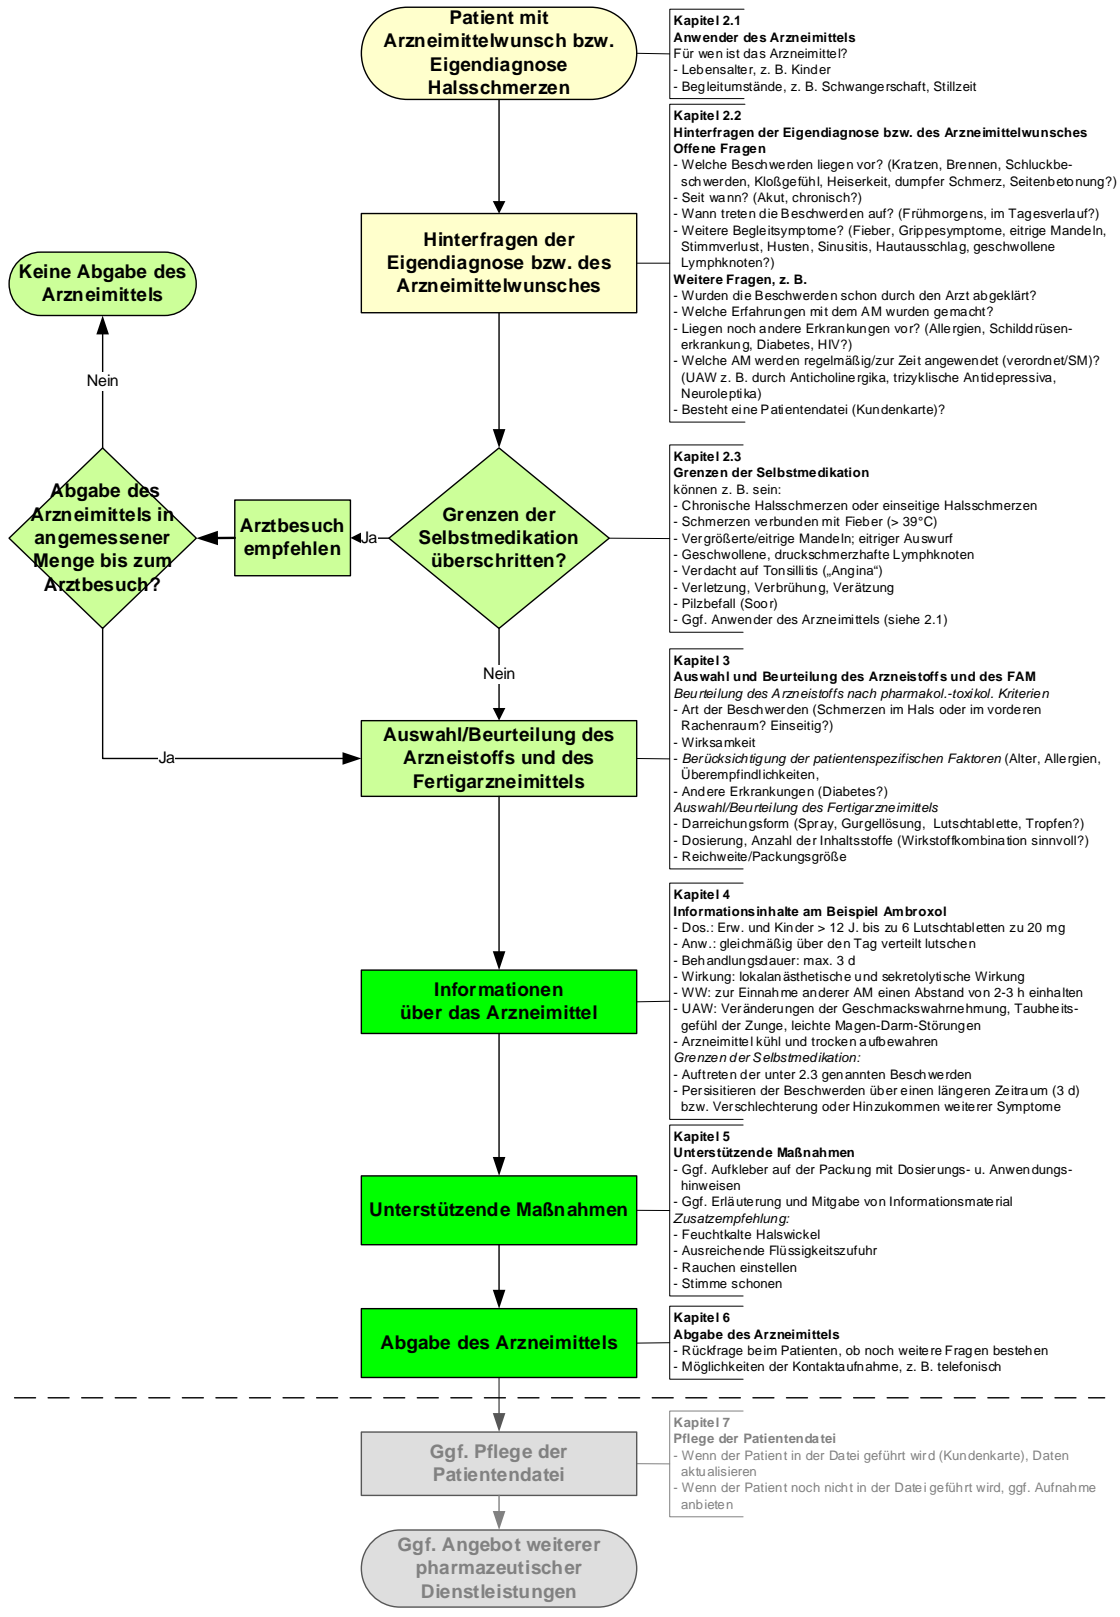 Patient mit
Arzneimittelwunsch bzw.
Eigendiagnose
Halsschmerzen
Kapitel 2.1
Anwender des Arzneimittels
Für wen ist das Arzneimittel?
- Lebensalter, z. B. Kinder
- Begleitumstände, z. B. Schwangerschaft, Stillzeit
Kapitel 2.2
Hinterfragen der Eigendiagnose bzw. des Arzneimittelwunsches
Offene Fragen
- Welche Beschwerden liegen vor? (Kratzen, Brennen, Schluckbe-
schwerden, Kloßgefühl, Heiserkeit, dumpfer Schmerz, Seitenbetonung?)
- Seit wann? (Akut, chronisch?)
- Wann treten die Beschwerden auf? (Frühmorgens, im Tagesverlauf?)
- Weitere Begleitsymptome? (Fieber, Grippesymptome, eitrige Mandeln,
Stimmverlust, Husten, Sinusitis, Hautausschlag, geschwollene
Lymphknoten?)
Weitere Fragen, z. B.
- Wurden die Beschwerden schon durch den Arzt abgeklärt?
- Welche Erfahrungen mit dem AM wurden gemacht?
- Liegen noch andere Erkrankungen vor? (Allergien, Schilddrüsen-
erkrankung, Diabetes, HIV?)
- Welche AM werden regelmäßig/zur Zeit angewendet (verordnet/SM)?
(UAW z. B. durch Anticholinergika, trizyklische Antidepressiva,
Neuroleptika)
- Besteht eine Patientendatei (Kundenkarte)?
Hinterfragen der
Eigendiagnose bzw. des
Arzneimittelwunsches
Keine Abgabe des
Arzneimittels
Nein
Abgabe des
Arzneimittels in
angemessener
Menge bis zum
Arztbesuch?
Arztbesuch
empfehlen
Ja
Grenzen der
Selbstmedikation
überschritten?
Kapitel 2.3
Grenzen der Selbstmedikation
können z. B. sein:
- Chronische Halsschmerzen oder einseitige Halsschmerzen
- Schmerzen verbunden mit Fieber (> 39°C)
- Vergrößerte/eitrige Mandeln; eitriger Auswurf
- Geschwollene, druckschmerzhafte Lymphknoten
- Verdacht auf Tonsillitis („Angina“)
- Verletzung, Verbrühung, Verätzung
- Pilzbefall (Soor)
- Ggf. Anwender des Arzneimittels (siehe 2.1)
Nein
Ja
Auswahl/Beurteilung des
Arzneistoffs und des
Fertigarzneimittels
Kapitel 3
Auswahl und Beurteilung des Arzneistoffs und des FAM
Beurteilung des Arzneistoffs nach pharmakol.-toxikol. Kriterien
- Art der Beschwerden (Schmerzen im Hals oder im vorderen
Rachenraum? Einseitig?)
- Wirksamkeit
- Berücksichtigung der patientenspezifischen Faktoren (Alter, Allergien,
Überempfindlichkeiten,
- Andere Erkrankungen (Diabetes?)
Auswahl/Beurteilung des Fertigarzneimittels
- Darreichungsform (Spray, Gurgellösung, Lutschtablette, Tropfen?)
- Dosierung, Anzahl der Inhaltsstoffe (Wirkstoffkombination sinnvoll?)
- Reichweite/Packungsgröße
Informationen
über das Arzneimittel
Kapitel 4
Informationsinhalte am Beispiel Ambroxol
- Dos.: Erw. und Kinder > 12 J. bis zu 6 Lutschtabletten zu 20 mg
- Anw.: gleichmäßig über den Tag verteilt lutschen
- Behandlungsdauer: max. 3 d
- Wirkung: lokalanästhetische und sekretolytische Wirkung
- WW: zur Einnahme anderer AM einen Abstand von 2-3 h einhalten
- UAW: Veränderungen der Geschmackswahrnehmung, Taubheits-
gefühl der Zunge, leichte Magen-Darm-Störungen
- Arzneimittel kühl und trocken aufbewahren
Grenzen der Selbstmedikation:
- Auftreten der unter 2.3 genannten Beschwerden
- Persisitieren der Beschwerden über einen längeren Zeitraum (3 d)
bzw. Verschlechterung oder Hinzukommen weiterer Symptome
Unterstützende Maßnahmen
Kapitel 5
Unterstützende Maßnahmen
- Ggf. Aufkleber auf der Packung mit Dosierungs- u. Anwendungs-
hinweisen
- Ggf. Erläuterung und Mitgabe von Informationsmaterial
Zusatzempfehlung:
- Feuchtkalte Halswickel
- Ausreichende Flüssigkeitszufuhr
- Rauchen einstellen
- Stimme schonen
Abgabe des Arzneimittels
Kapitel 6
Abgabe des Arzneimittels
- Rückfrage beim Patienten, ob noch weitere Fragen bestehen
- Möglichkeiten der Kontaktaufnahme, z. B. telefonisch
Ggf. Pflege der
Patientendatei
Kapitel 7
Pflege der Patientendatei
- Wenn der Patient in der Datei geführt wird (Kundenkarte), Daten
aktualisieren
- Wenn der Patient noch nicht in der Datei geführt wird, ggf. Aufnahme
anbieten
Ggf. Angebot weiterer
pharmazeutischer
Dienstleistungen